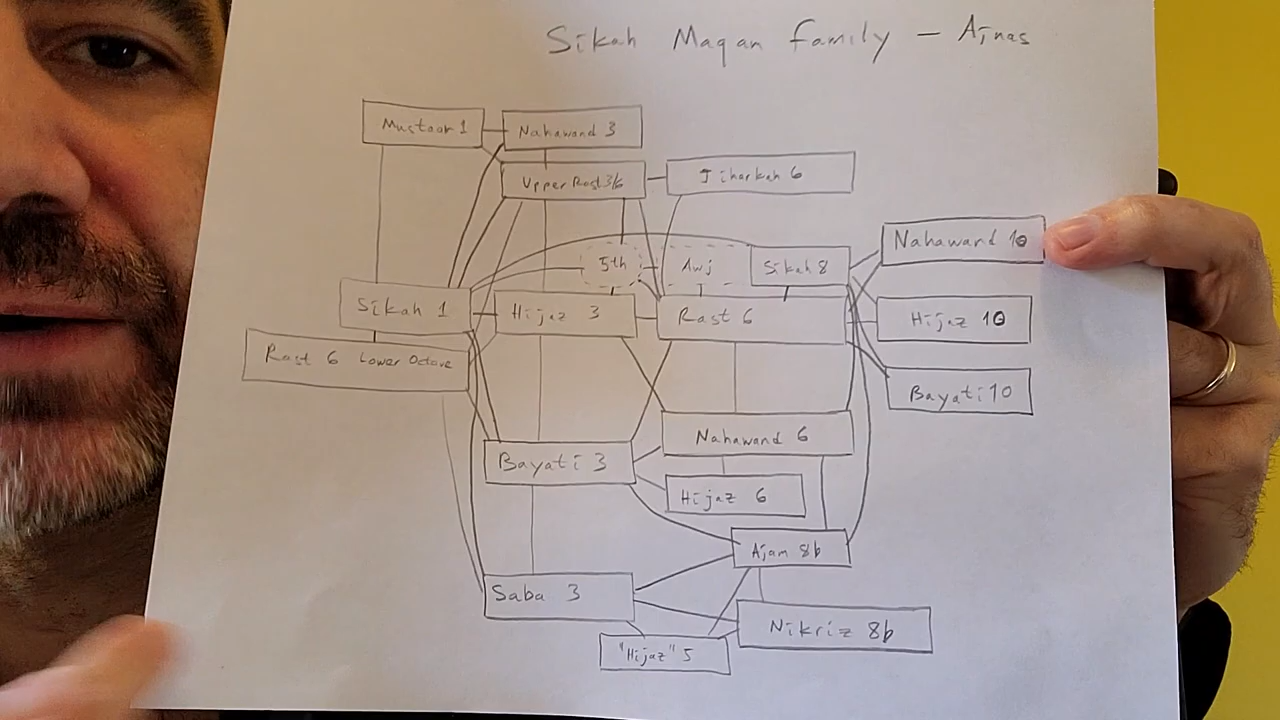 Sikah Maqam Family - Ajnas
Mustaar 1
Nahawand 3
Upper Rast 3/6
Jiharkah 6
Nahawand 10
5th
Awj
Sikah 8
Sikah 1
Hijaz 3
Rast 6
Hijaz 10
Rast 6 Lower Octave
Bayati 10
Nahawand 6
Bayati 3
Hijaz 6
Ajam 8b
Saba 3
Nikriz 8b
"Hijaz" 5